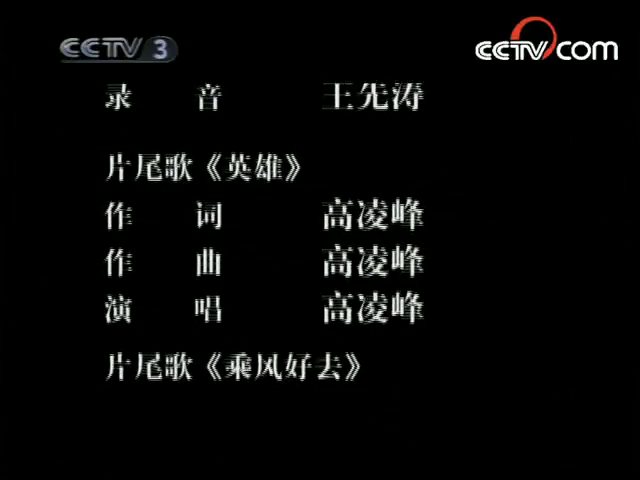 CCTV 3
CCTV.com
录 音 王先涛
片尾歌《英雄》
作 词 高凌峰
作 曲 高凌峰
演 唱 高凌峰
片尾歌《乘风好去》